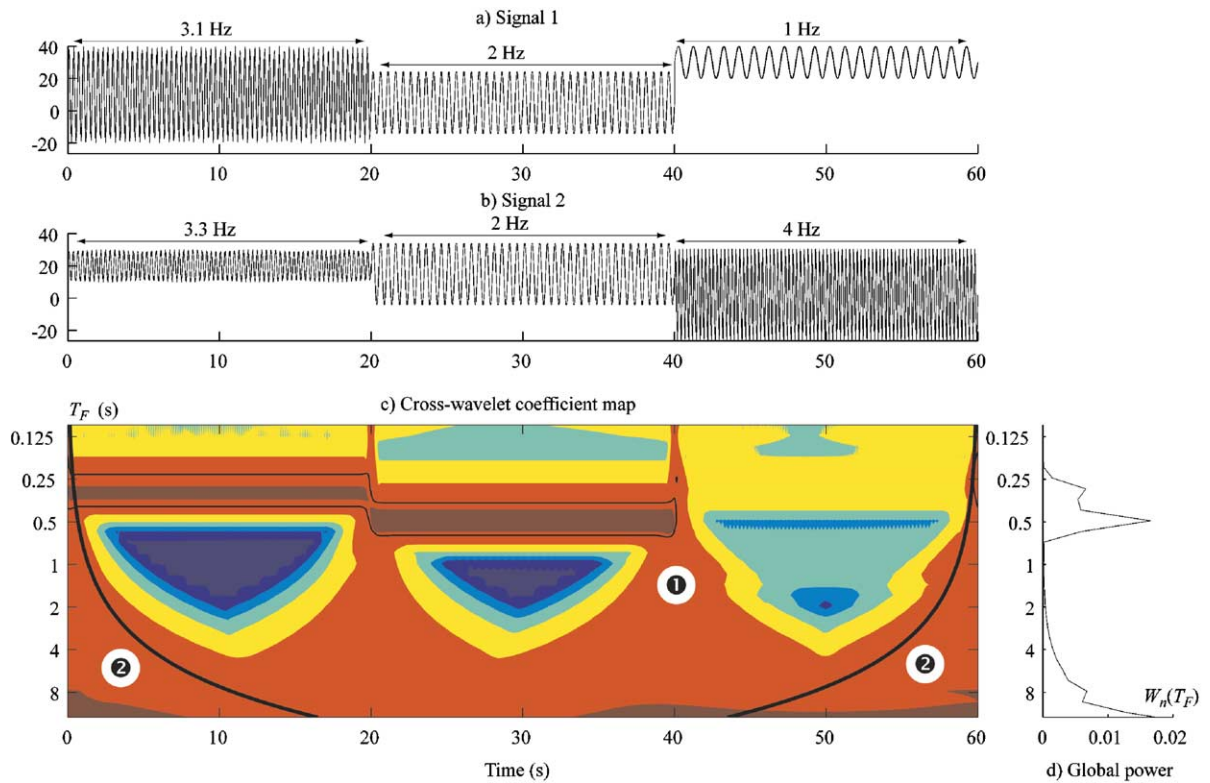 a) Signal 1
3.1 Hz
2 Hz
1 Hz
40
20
0
-20
0 10 20 30 40 50 60
b) Signal 2
3.3 Hz
2 Hz
4 Hz
40
20
0
-20
0 10 20 30 40 50 60
T_F (s)
c) Cross-wavelet coefficient map
0.125
0.25
0.5
1
2
4
8
❶
❷
❷
0 10 20 30 40 50 60
Time (s)
0.125
0.25
0.5
1
2
4
8
W_n(T_F)
0 0.01 0.02
d) Global power